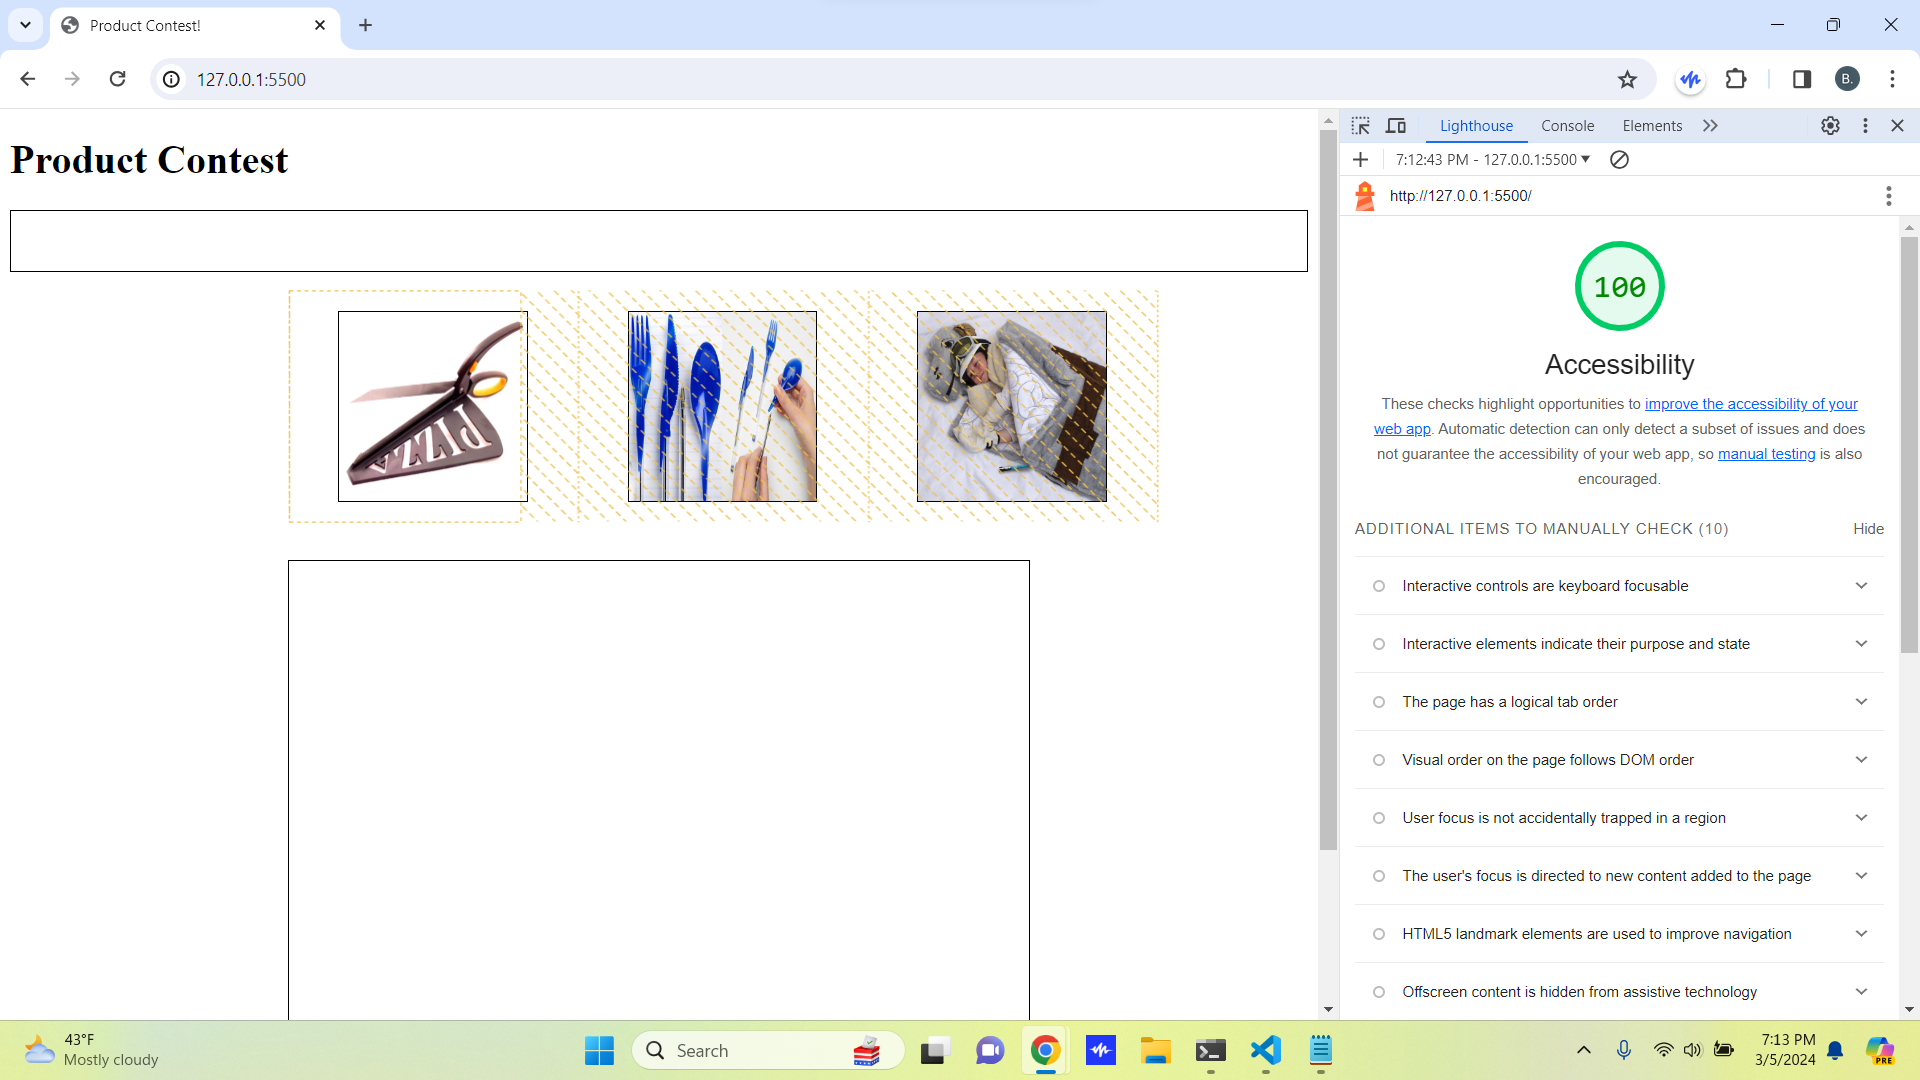 Product Contest!
127.0.0.1:5500
B.
Product Contest
PIZZA
Lighthouse
Console
Elements
7:12:43 PM - 127.0.0.1:5500
http://127.0.0.1:5500/
100
Accessibility
These checks highlight opportunities to improve the accessibility of your
web app. Automatic detection can only detect a subset of issues and does
not guarantee the accessibility of your web app, so manual testing is also
encouraged.
ADDITIONAL ITEMS TO MANUALLY CHECK (10)
Hide
Interactive controls are keyboard focusable
Interactive elements indicate their purpose and state
The page has a logical tab order
Visual order on the page follows DOM order
User focus is not accidentally trapped in a region
The user's focus is directed to new content added to the page
HTML5 landmark elements are used to improve navigation
Offscreen content is hidden from assistive technology
43°F
Mostly cloudy
Search
7:13 PM
3/5/2024
PRE